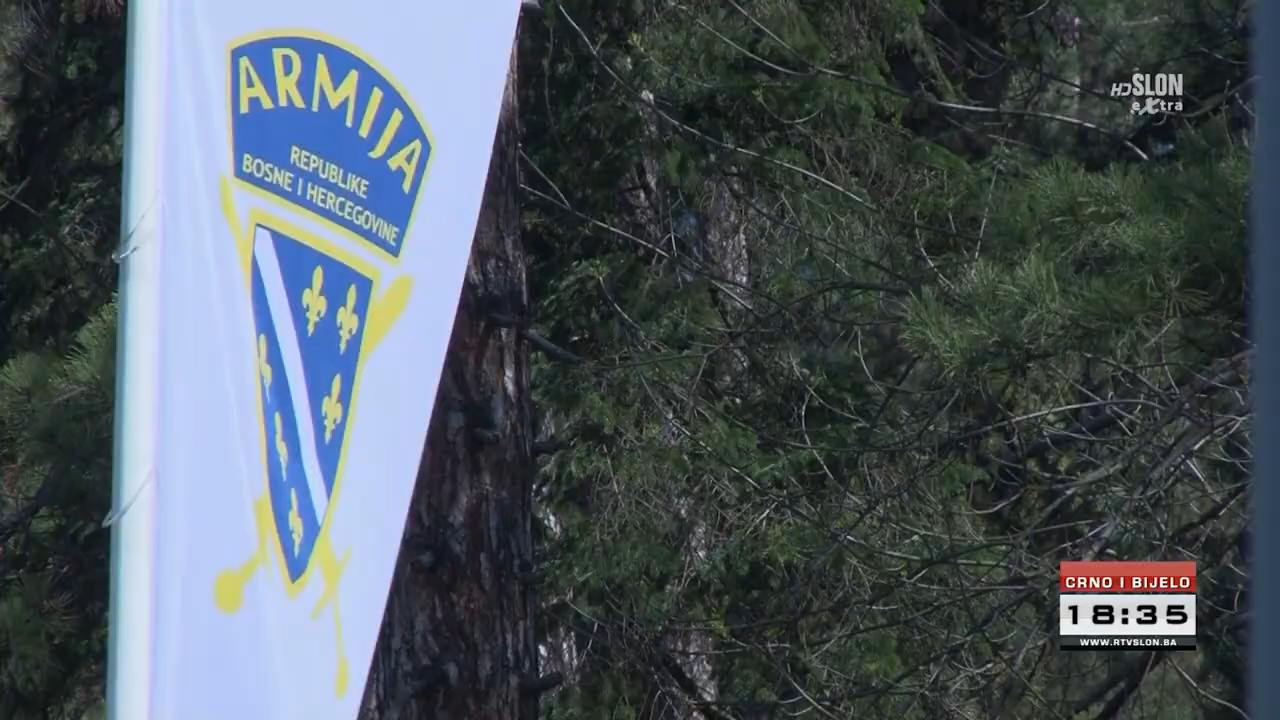 ARMIJA
REPUBLIKE
BOSNE I HERCEGOVINE
HD SLON
eXtra
CRNO I BIJELO
18:35
WWW.RTVSLON.BA